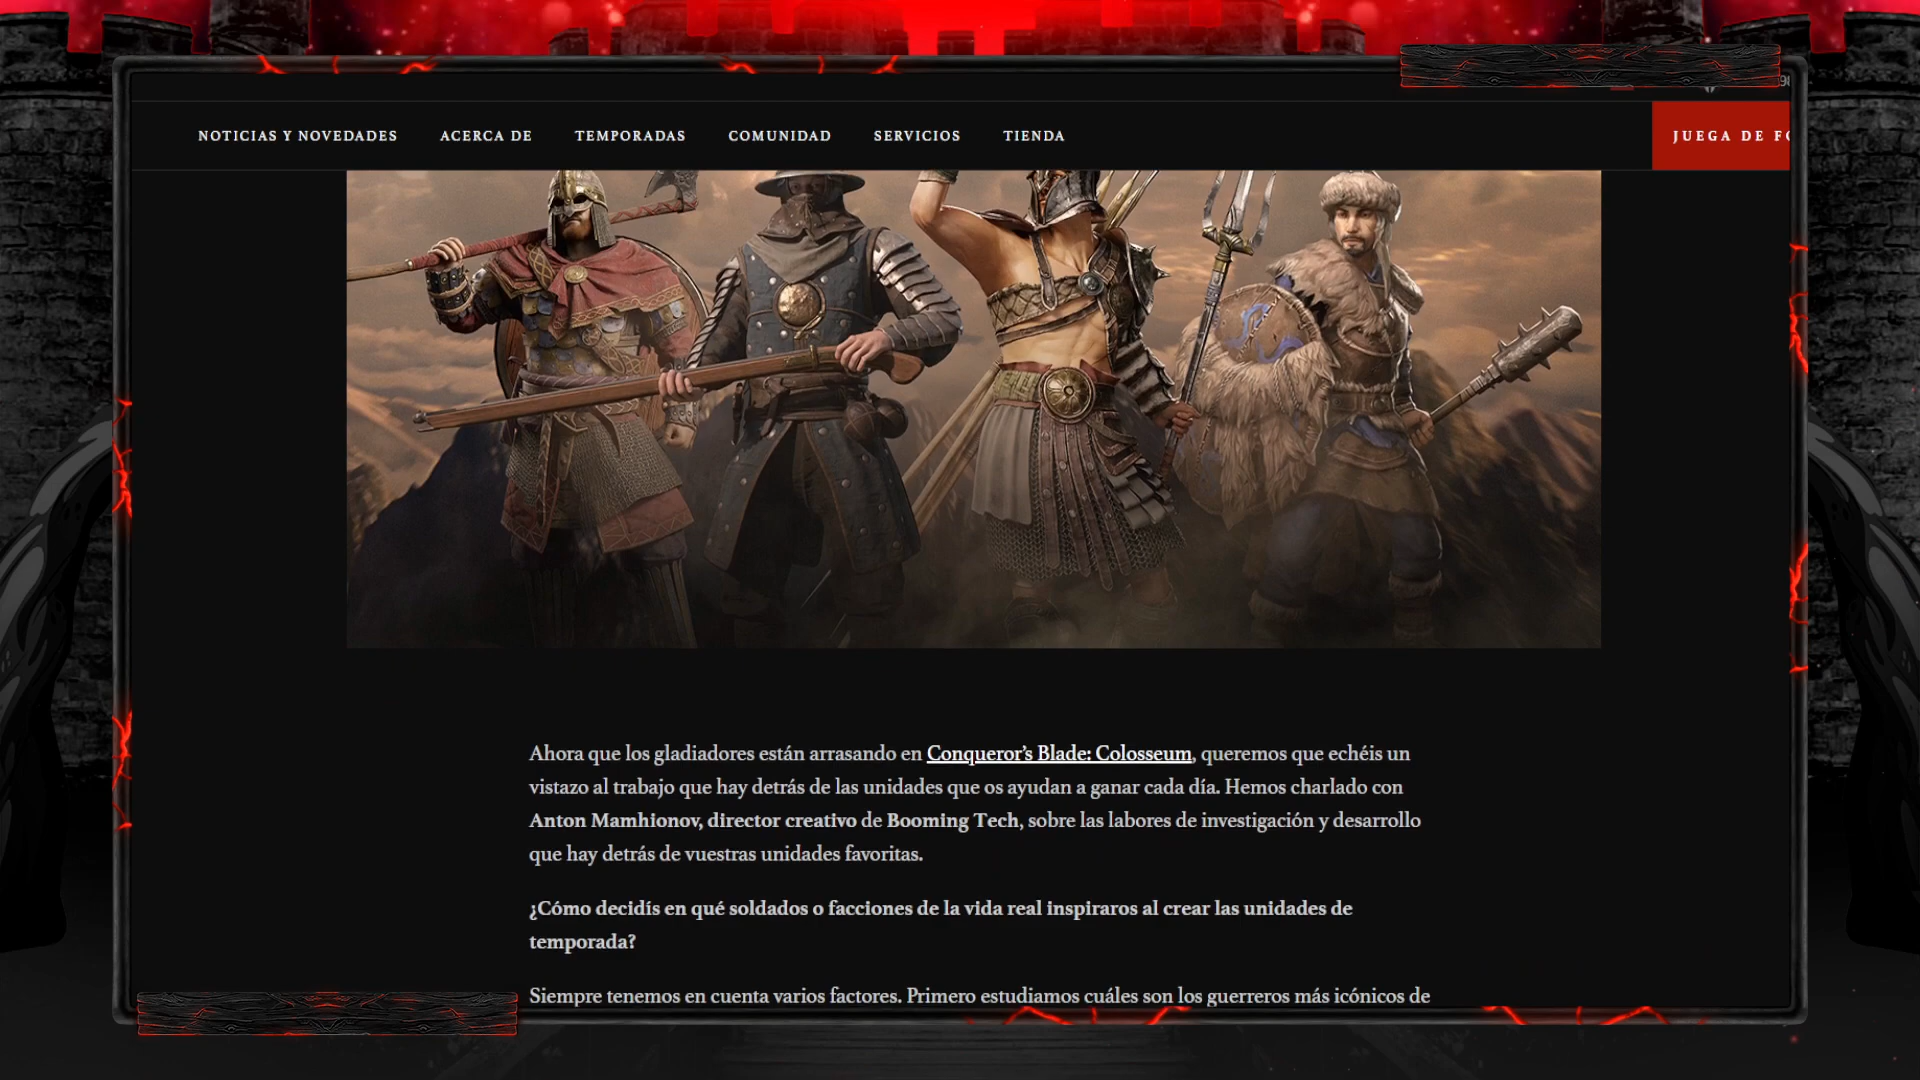 NOTICIAS Y NOVEDADES ACERCA DE TEMPORADAS COMUNIDAD SERVICIOS TIENDA JUEGA DE
Ahora que los gladiadores están arrasando en Conqueror’s Blade: Colosseum, queremos que echéis un
vistazo al trabajo que hay detrás de las unidades que os ayudan a ganar cada día. Hemos charlado con
Anton Mamhionov, director creativo de Booming Tech, sobre las labores de investigación y desarrollo
que hay detrás de vuestras unidades favoritas.
¿Cómo decidís en qué soldados o facciones de la vida real inspiraros al crear las unidades de
temporada?
Siempre tenemos en cuenta varios factores. Primero estudiamos cuáles son los guerreros más icónicos de